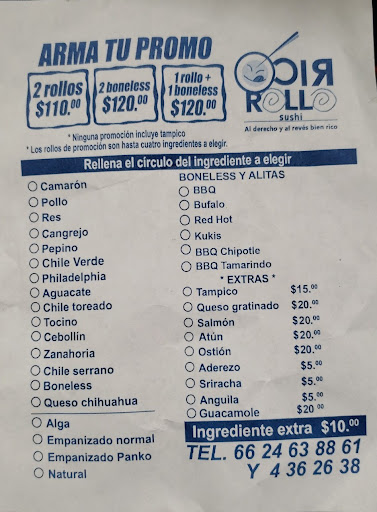 ARMA TU PROMO
2 rollos
$110.00
2 boneless
$120.00
1 rollo +
1 boneless
$120.00
RICO
ROLLO
sushi
Al derecho y al revés bien rico
* Ninguna promoción incluye tampico
* Los rollos de promoción son hasta cuatro ingredientes a elegir.
Rellena el círculo del ingrediente a elegir
Camarón
Pollo
Res
Cangrejo
Pepino
Chile Verde
Philadelphia
Aguacate
Chile toreado
Tocino
Cebollín
Zanahoria
Chile serrano
Boneless
Queso chihuahua
Alga
Empanizado normal
Empanizado Panko
Natural
BONELESS Y ALITAS
BBQ
Bufalo
Red Hot
Kukis
BBQ Chipotle
BBQ Tamarindo
* EXTRAS *
Tampico $15.00
Queso gratinado $20.00
Salmón $20.00
Atún $20.00
Ostión $20.00
Aderezo $5.00
Sriracha $5.00
Anguila $5.00
Guacamole $20.00
Ingrediente extra $10.00
TEL. 66 24 63 88 61
Y 4 36 26 38